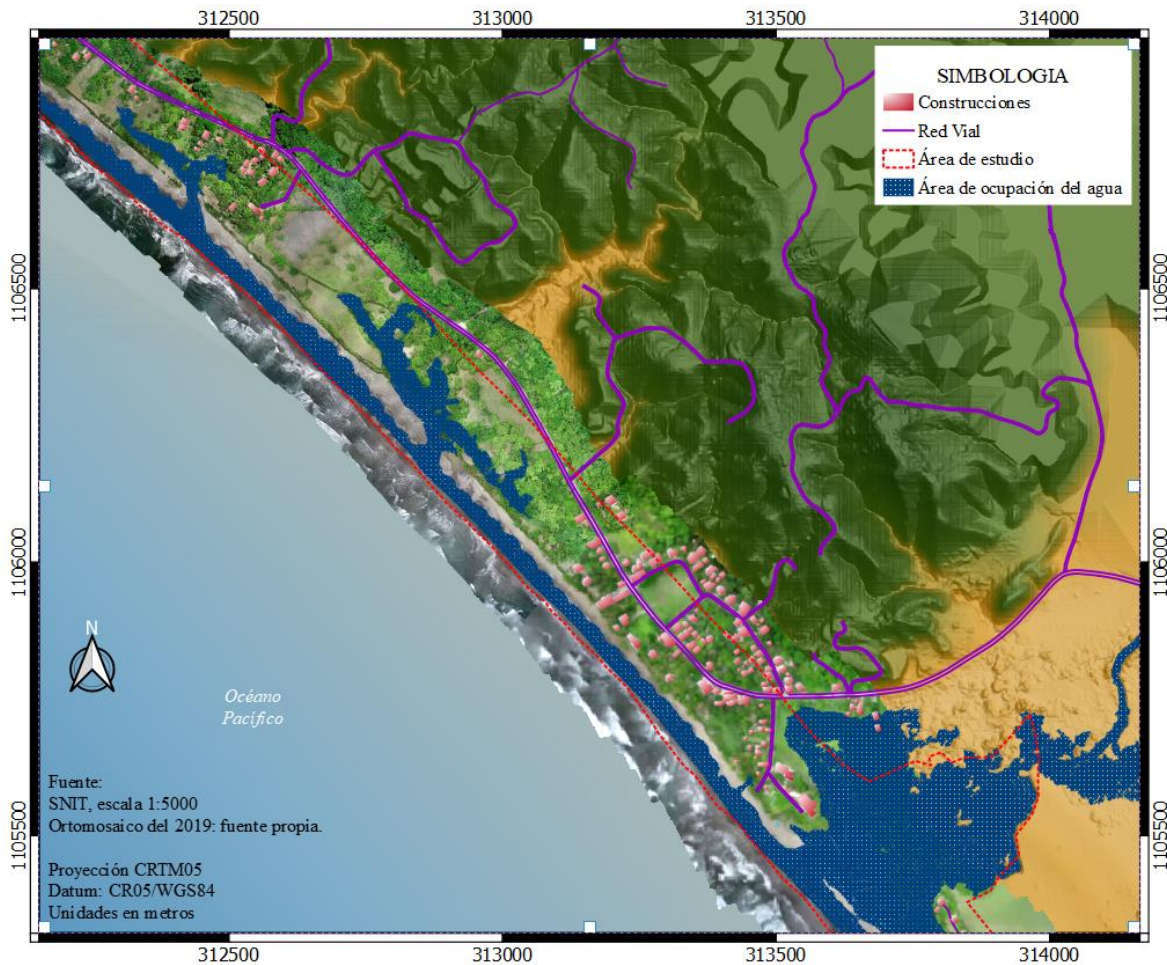 312500 313000 313500 314000
SIMBOLOGIA
Construcciones
Red Vial
Área de estudio
Área de ocupación del agua
1106500 1106500
1106000 1106000
N
Océano
Pacífico
Fuente:
SNIT, escala 1:5000
Ortomosaico del 2019: fuente propia.
1105500 1105500
Proyección CRTM05
Datum: CR05/WGS84
Unidades en metros
312500 313000 313500 314000